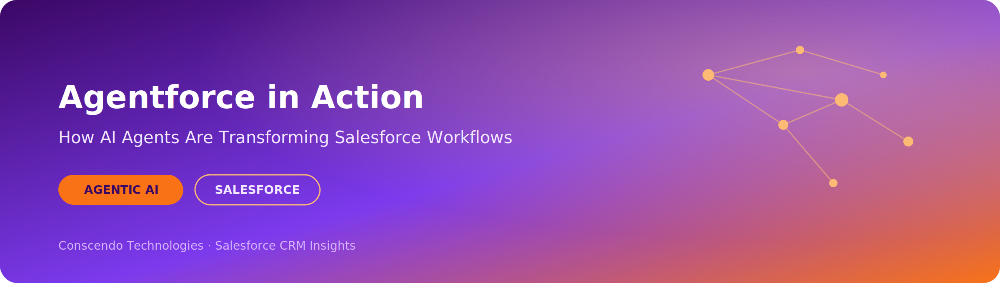 Agentforce in Action
How AI Agents Are Transforming Salesforce Workflows
AGENTIC AI
SALESFORCE
Conscendo Technologies · Salesforce CRM Insights